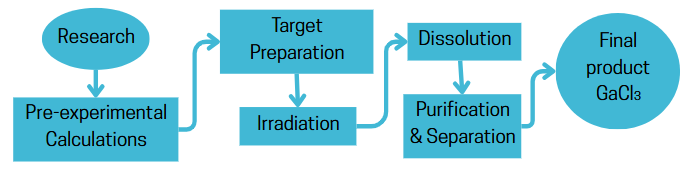 Research
Pre-experimental
Calculations
Target
Preparation
Irradiation
Dissolution
Purification
& Separation
Final
product
GaCl₃